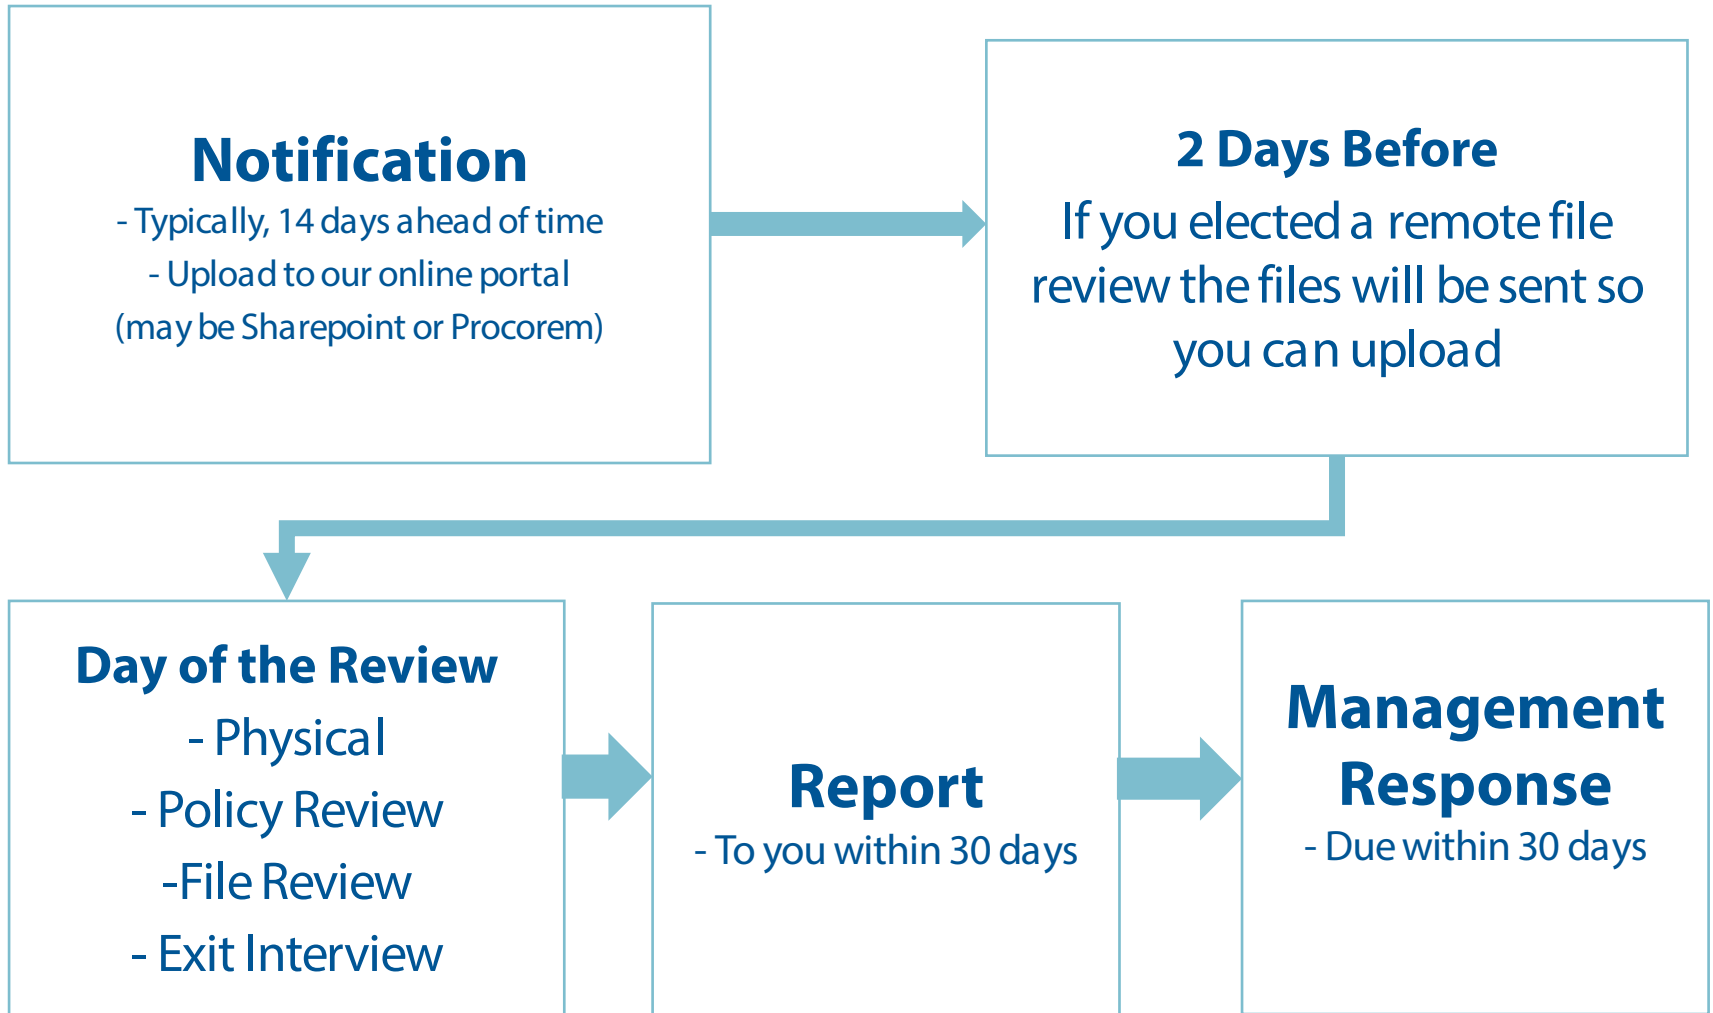 Notification
- Typically, 14 days ahead of time
- Upload to our online portal
(may be Sharepoint or Procorem)
2 Days Before
If you elected a remote file
review the files will be sent so
you can upload
Day of the Review
- Physical
- Policy Review
-File Review
- Exit Interview
Report
- To you within 30 days
Management
Response
- Due within 30 days